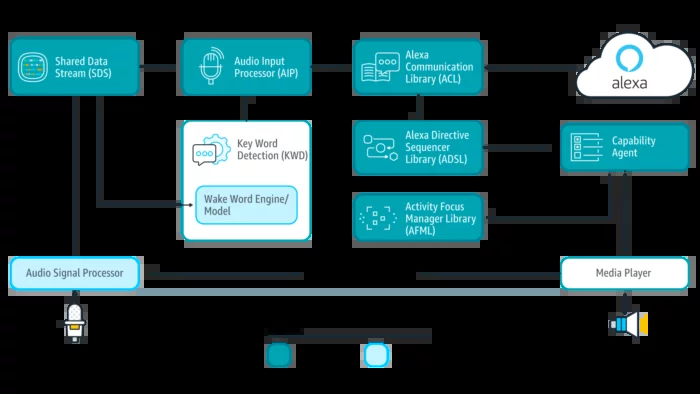 Shared Data
Stream (SDS)
Audio Input
Processor (AIP)
Alexa
Communication
Library (ACL)
alexa
Key Word
Detection (KWD)
Wake Word Engine/
Model
Alexa Directive
Sequencer
Library (ADSL)
Capability
Agent
Activity Focus
Manager Library
(AFML)
Audio Signal Processor
Media Player